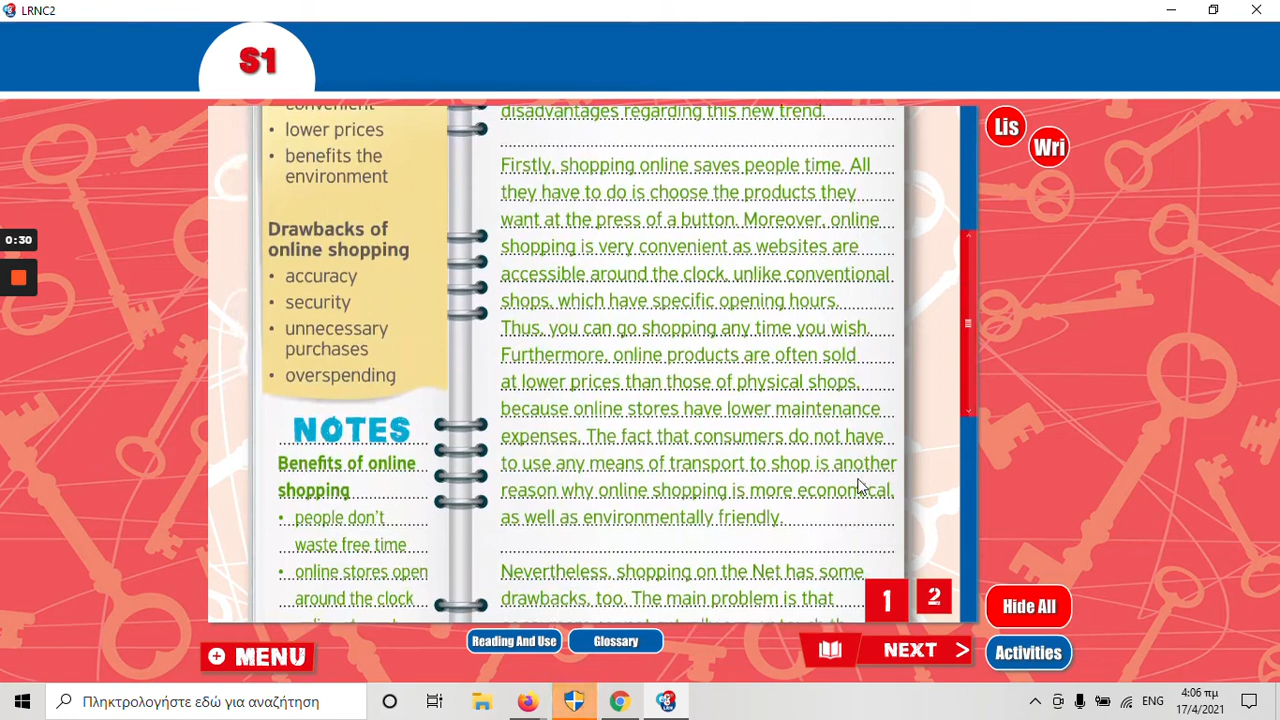 LRNC2
S1
convenient
• lower prices
• benefits the
environment
Drawbacks of
online shopping
• accuracy
• security
• unnecessary
purchases
• overspending
NOTES
Benefits of online
shopping
• people don't
waste free time
• online stores open
around the clock
disadvantages regarding this new trend.
Firstly, shopping online saves people time. All
they have to do is choose the products they
want at the press of a button. Moreover, online
shopping is very convenient as websites are
accessible around the clock, unlike conventional
shops, which have specific opening hours.
Thus, you can go shopping any time you wish.
Furthermore, online products are often sold
at lower prices than those of physical shops,
because online stores have lower maintenance
expenses. The fact that consumers do not have
to use any means of transport to shop is another
reason why online shopping is more economical,
as well as environmentally friendly.
Nevertheless, shopping on the Net has some
drawbacks, too. The main problem is that
Lis
Wri
0:30
1
2
Hide All
Reading And Use
Glossary
MENU
NEXT
Activities
Πληκτρολογήστε εδώ για αναζήτηση
ΕΝΓ
4:06 πμ
17/4/2021